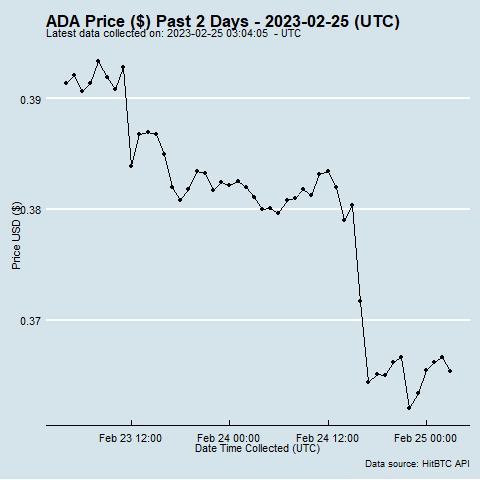 ADA Price ($) Past 2 Days - 2023-02-25 (UTC)
Latest data collected on: 2023-02-25 03:04:05 - UTC
0.39
0.38
0.37
Price USD ($)
Feb 23 12:00
Feb 24 00:00
Feb 24 12:00
Feb 25 00:00
Date Time Collected (UTC)
Data source: HitBTC API